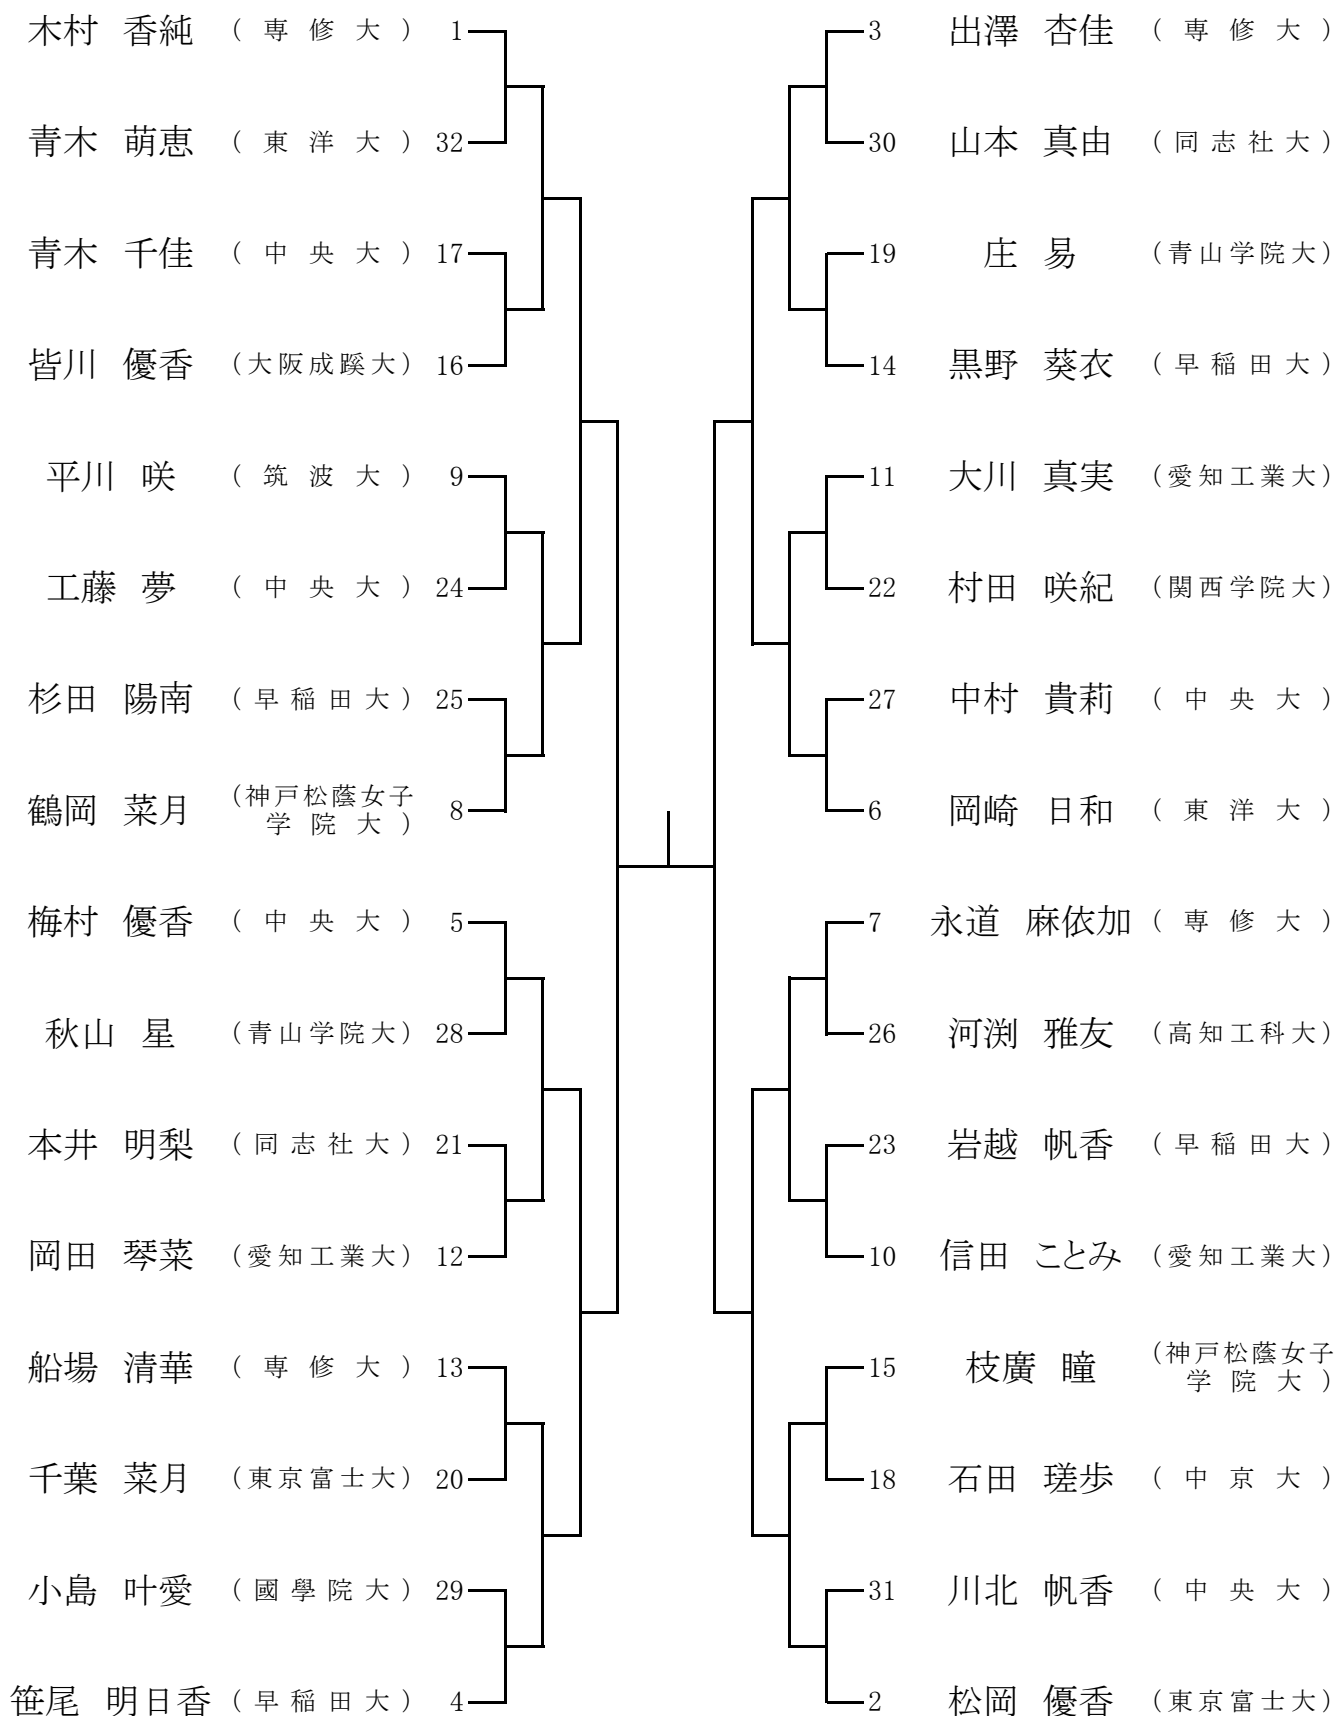 木村 香純 (専修大) 1
青木 萌恵 (東洋大) 32
青木 千佳 (中央大) 17
皆川 優香 (大阪成蹊大) 16
平川 咲 (筑波大) 9
工藤 夢 (中央大) 24
杉田 陽南 (早稲田大) 25
鶴岡 菜月 (神戸松蔭女子
学院大) 8
梅村 優香 (中央大) 5
秋山 星 (青山学院大) 28
本井 明梨 (同志社大) 21
岡田 琴菜 (愛知工業大) 12
船場 清華 (専修大) 13
千葉 菜月 (東京富士大) 20
小島 叶愛 (國學院大) 29
笹尾 明日香 (早稲田大) 4
3 出澤 杏佳 (専修大)
30 山本 真由 (同志社大)
19 庄 易 (青山学院大)
14 黒野 葵衣 (早稲田大)
11 大川 真実 (愛知工業大)
22 村田 咲紀 (関西学院大)
27 中村 貴莉 (中央大)
6 岡崎 日和 (東洋大)
7 永道 麻依加 (専修大)
26 河渕 雅友 (高知工科大)
23 岩越 帆香 (早稲田大)
10 信田 ことみ (愛知工業大)
15 枝廣 瞳 (神戸松蔭女子
学院大)
18 石田 瑳歩 (中京大)
31 川北 帆香 (中央大)
2 松岡 優香 (東京富士大)